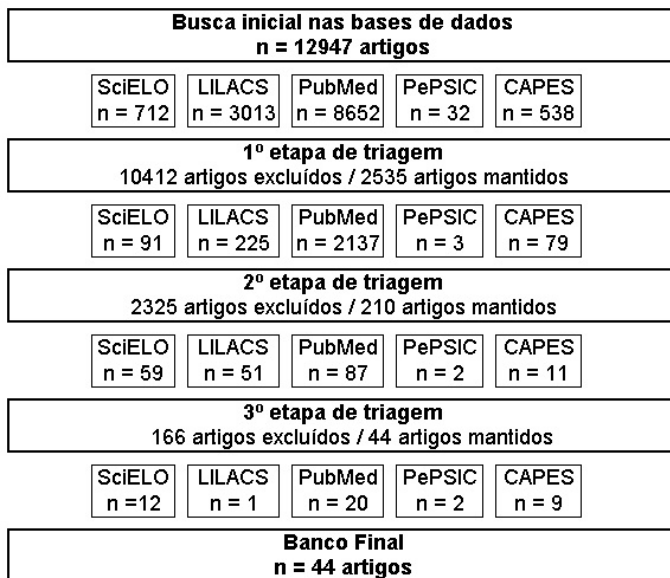 Busca inicial nas bases de dados
n = 12947 artigos
SciELO LILACS PubMed PePSIC CAPES
n = 712 n = 3013 n = 8652 n = 32 n = 538
1º etapa de triagem
10412 artigos excluídos / 2535 artigos mantidos
SciELO LILACS PubMed PePSIC CAPES
n = 91 n = 225 n = 2137 n = 3 n = 79
2º etapa de triagem
2325 artigos excluídos / 210 artigos mantidos
SciELO LILACS PubMed PePSIC CAPES
n = 59 n = 51 n = 87 n = 2 n = 11
3º etapa de triagem
166 artigos excluídos / 44 artigos mantidos
SciELO LILACS PubMed PePSIC CAPES
n =12 n = 1 n = 20 n = 2 n = 9
Banco Final
n = 44 artigos